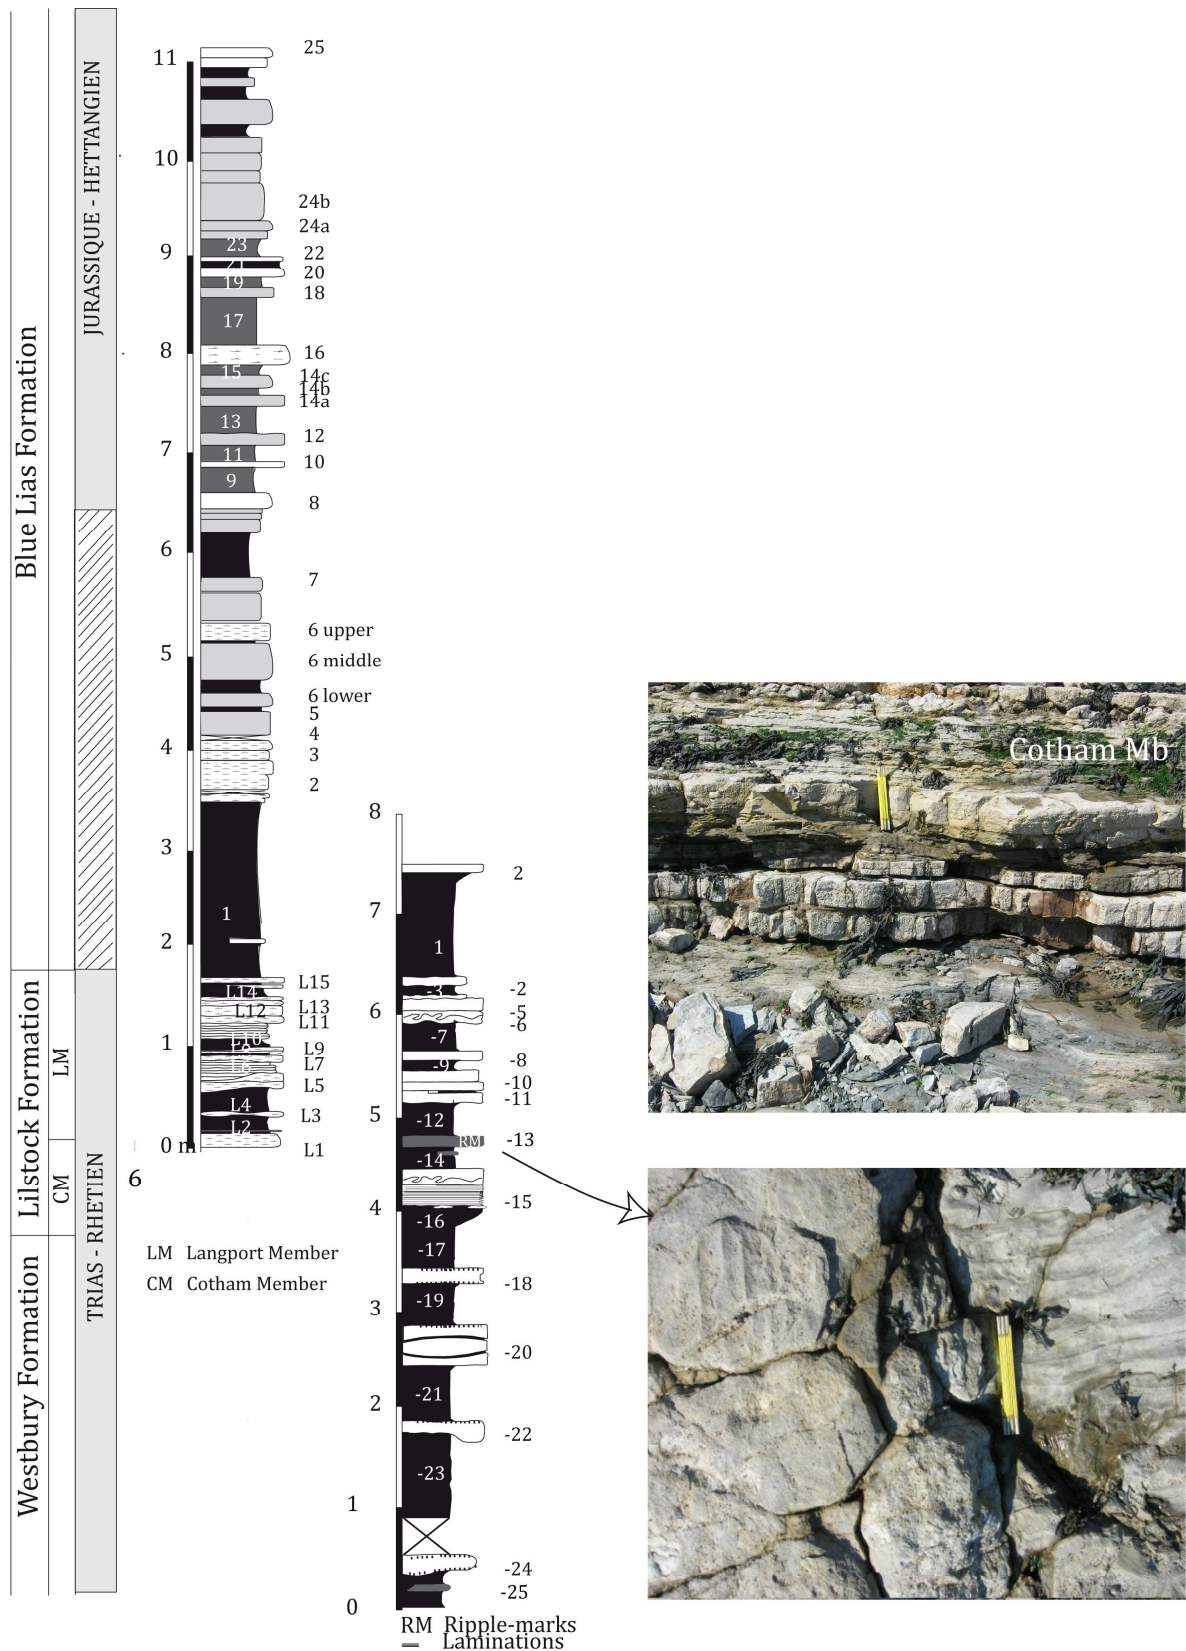 Blue Lias Formation
Lilstock Formation
Westbury Formation
LM
CM
JURASSIQUE - HETTANGIEN
TRIAS - RHETIEN
11
10
9
8
7
6
5
4
3
2
1
0 m
6
25
24b
24a
23
22
21
20
19
18
17
16
15
14c
14b
14a
13
12
11
10
9
8
7
6 upper
6 middle
6 lower
5
4
3
2
1
L15
L14
L13
L12
L11
L10
L9
L8
L7
L5
L4
L3
L2
L1
LM Langport Member
CM Cotham Member
8
7
6
5
4
3
2
1
0
2
1
-2
-3
-5
-6
-7
-8
-9
-10
-11
-12
RM
-13
-14
-15
-16
-17
-18
-19
-20
-21
-22
-23
-24
-25
RM Ripple-marks
Laminations
Cotham Mb